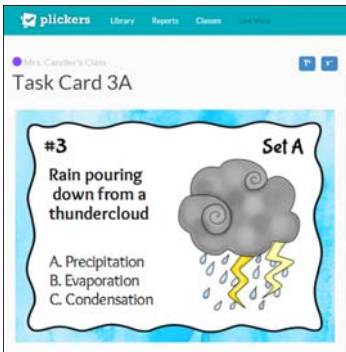 plickers Library Reports Classes Live View
Mrs. Candler's Class
Task Card 3A
#3 Set A
Rain pouring
down from a
thundercloud
A. Precipitation
B. Evaporation
C. Condensation